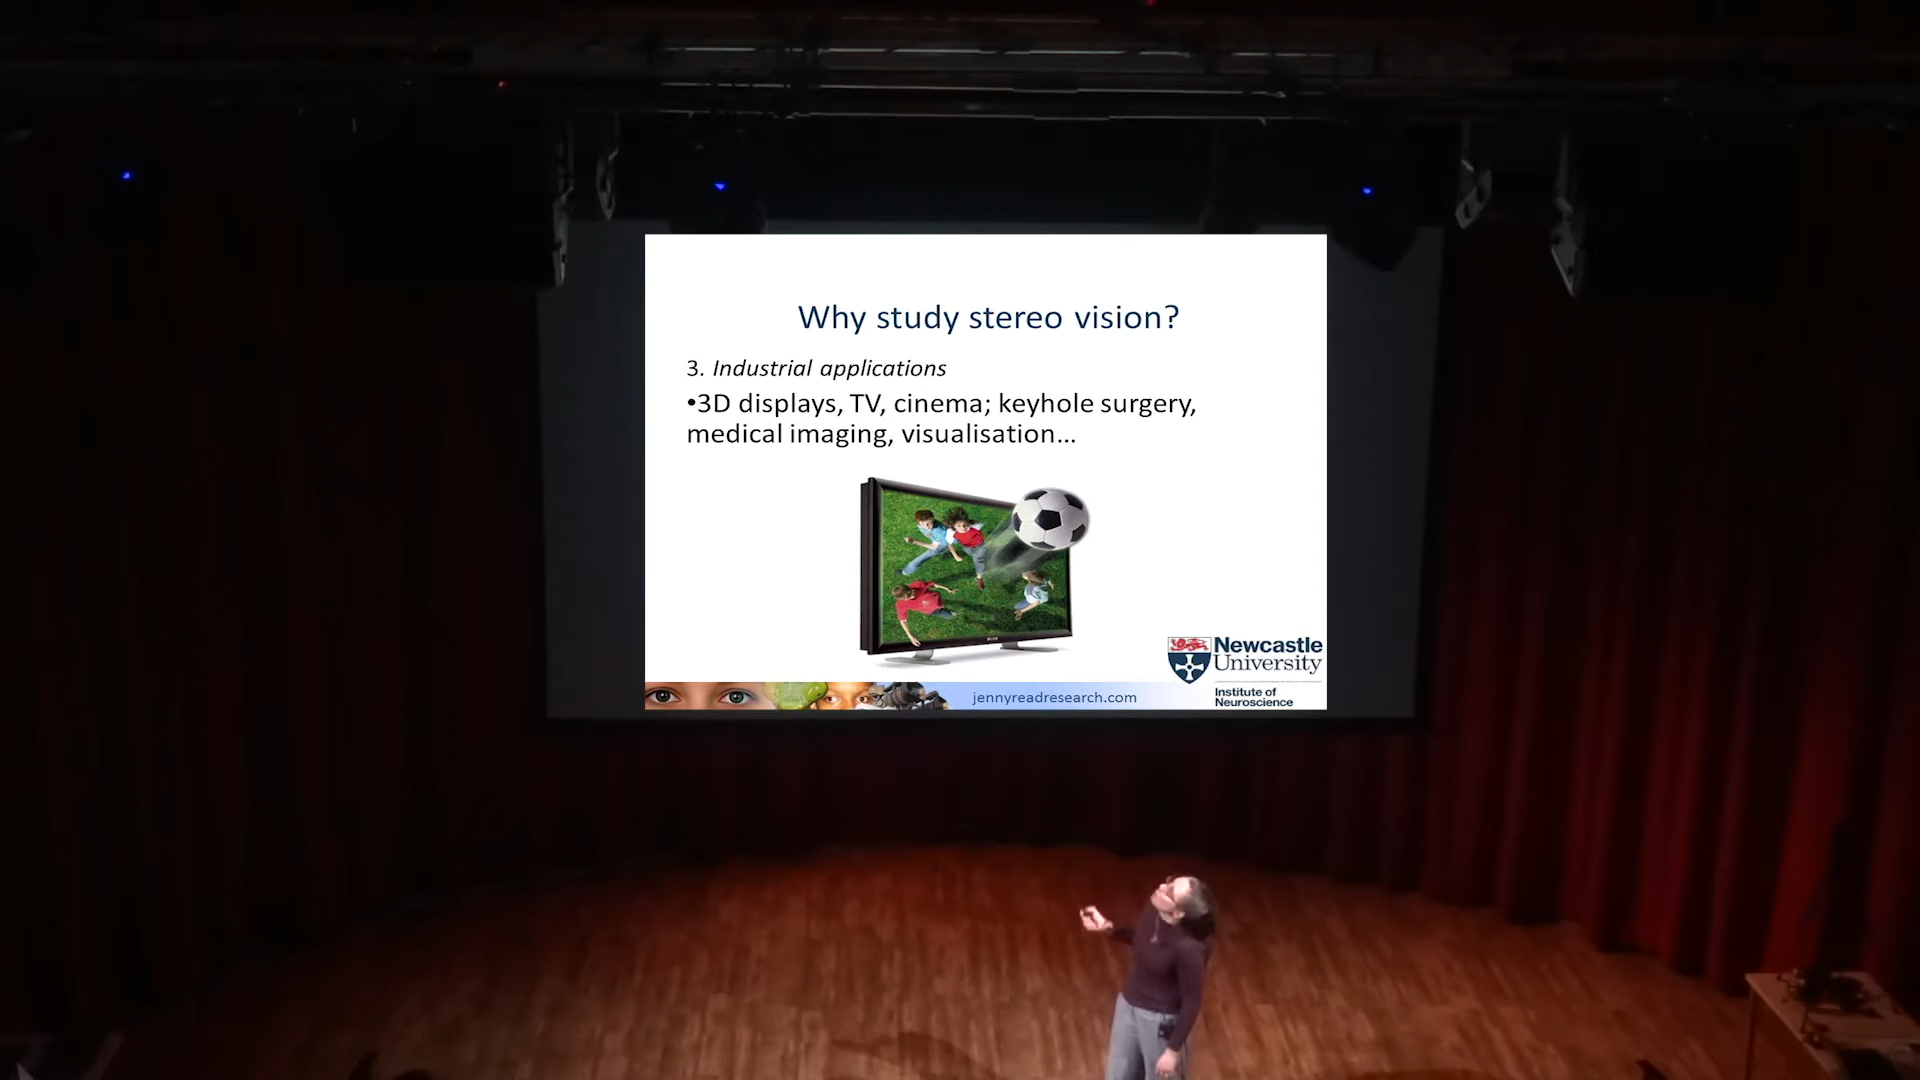 Why study stereo vision?
3. Industrial applications
•3D displays, TV, cinema; keyhole surgery,
medical imaging, visualisation...
Newcastle
University
jennyreadresearch.com
Institute of
Neuroscience